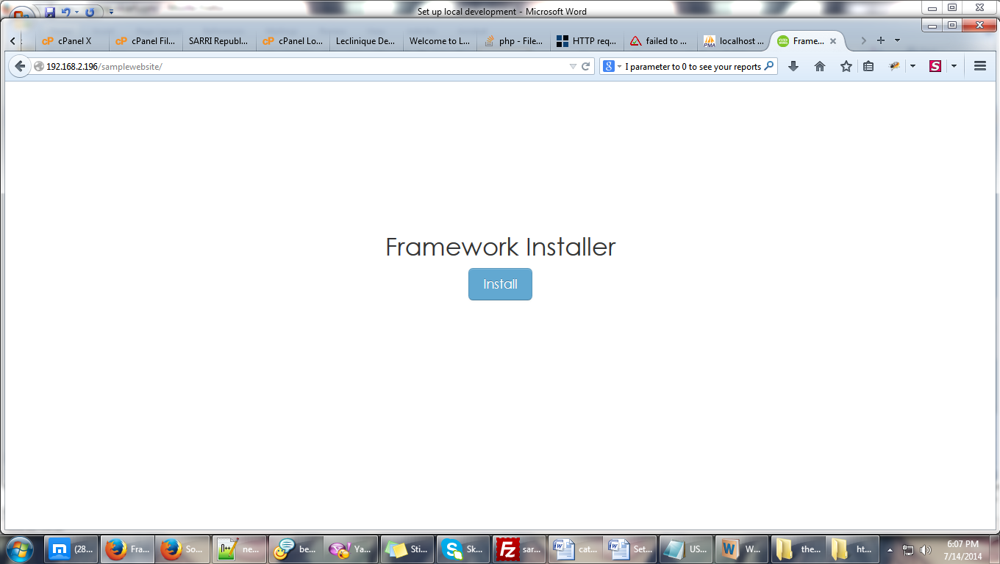 Set up local development - Microsoft Word
cPanel X
cPanel Fil...
SARRI Republ...
cPanel Lo...
Leclinique De...
Welcome to L...
php - File...
HTTP req...
failed to ...
localhost ...
Frame...
192.168.2.196/samplewebsite/
I parameter to 0 to see your reports
Framework Installer
Install
(28...
Fra...
So...
ne...
be...
Ya...
Sti...
Sk...
sar...
cat...
Set...
US...
W...
the...
ht...
6:07 PM
7/14/2014